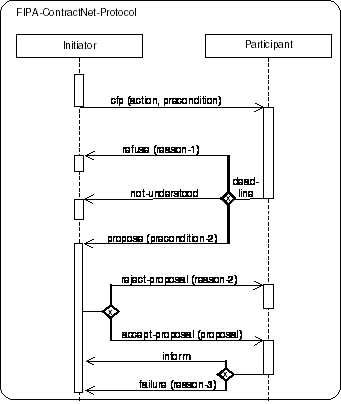 FIPA-ContractNet-Protocol
Initiator
Participant
cfp (action, precondition)
refuse (reason-1)
dead-
line
x
not-understood
propose (precondition-2)
reject-proposal (reason-2)
x
accept-proposal (proposal)
inform
x
failure (reason-3)